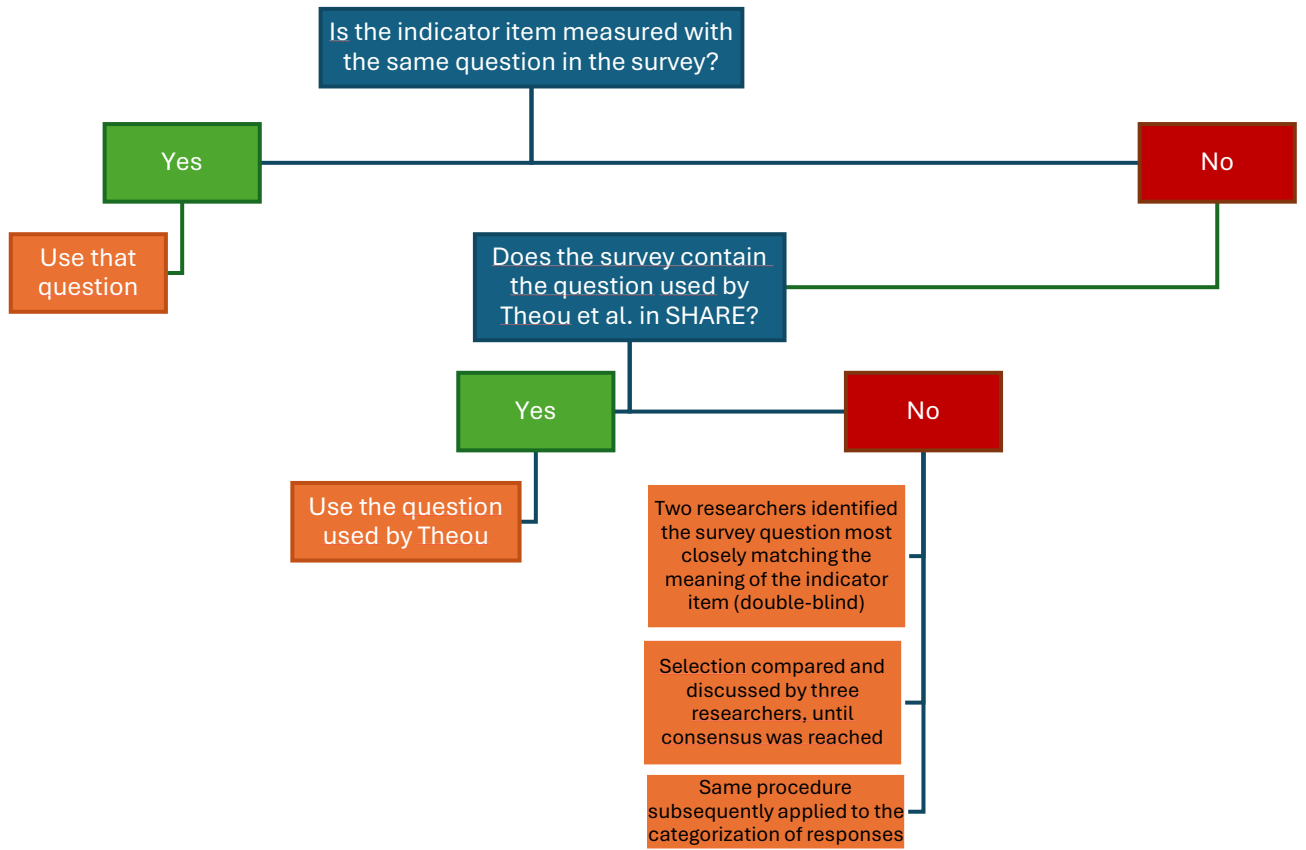 Is the indicator item measured with
the same question in the survey?
Yes
No
Use that
question
Does the survey contain
the question used by
Theou et al. in SHARE?
Yes
No
Use the question
used by Theou
Two researchers identified
the survey question most
closely matching the
meaning of the indicator
item (double-blind)
Selection compared and
discussed by three
researchers, until
consensus was reached
Same procedure
subsequently applied to the
categorization of responses